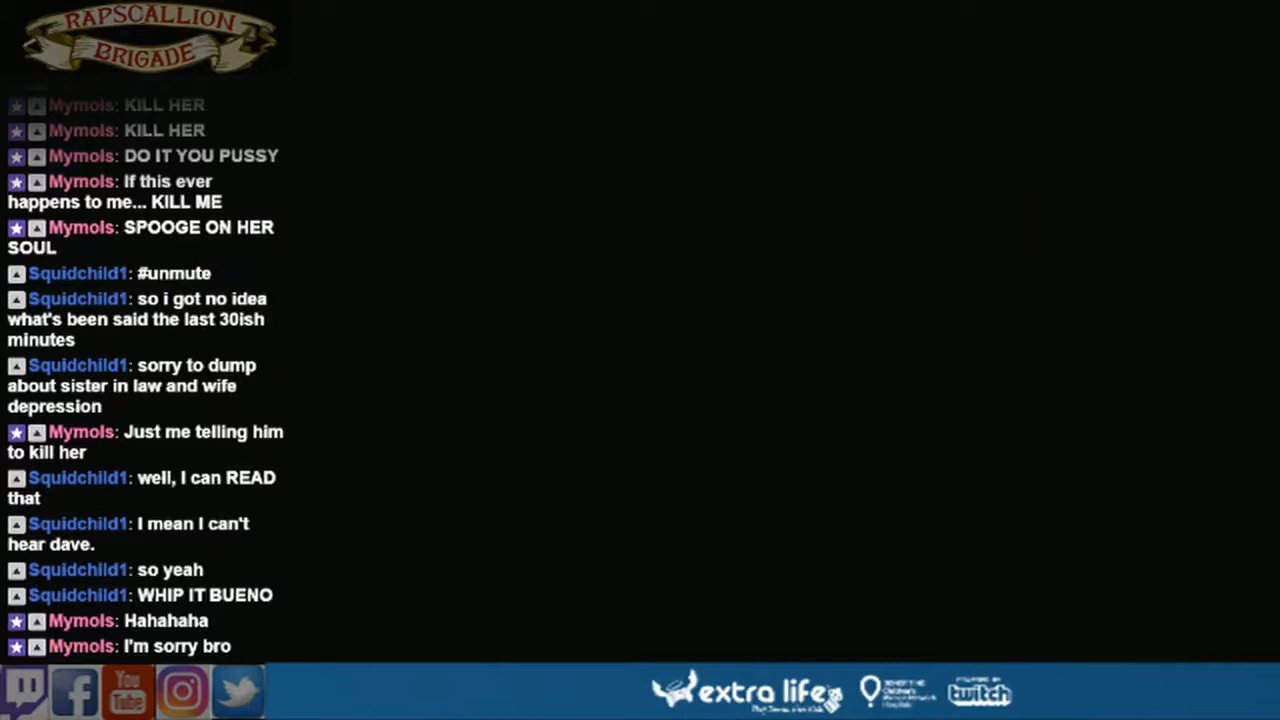 RAPSCALLION
BRIGADE
Mymols: KILL HER
Mymols: KILL HER
Mymols: DO IT YOU PUSSY
Mymols: If this ever
happens to me... KILL ME
Mymols: SPOOGE ON HER
SOUL
Squidchild1: #unmute
Squidchild1: so i got no idea
what's been said the last 30ish
minutes
Squidchild1: sorry to dump
about sister in law and wife
depression
Mymols: Just me telling him
to kill her
Squidchild1: well, I can READ
that
Squidchild1: I mean I can't
hear dave.
Squidchild1: so yeah
Squidchild1: WHIP IT BUENO
Mymols: Hahahaha
Mymols: I'm sorry bro
You
Tube
extra life
twitch